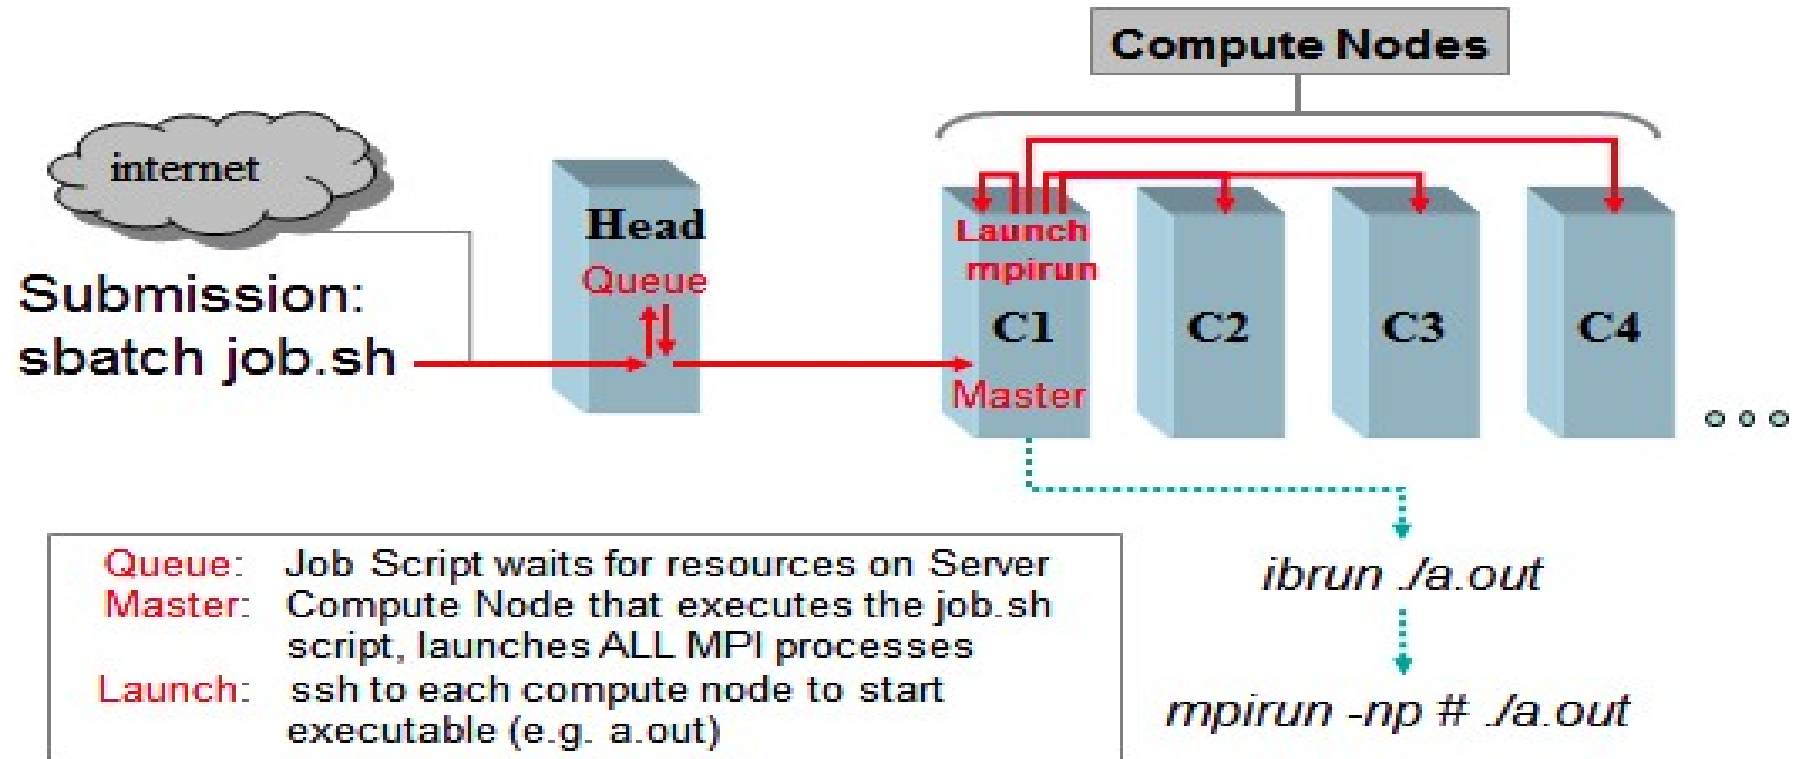 Compute Nodes
internet
Submission:
sbatch job.sh
Head
Queue
Launch
mpirun
C1
Master
C2
C3
C4
ibrun ./a.out
mpirun -np # ./a.out
Queue: Job Script waits for resources on Server
Master: Compute Node that executes the job.sh
script, launches ALL MPI processes
Launch: ssh to each compute node to start
executable (e.g. a.out)